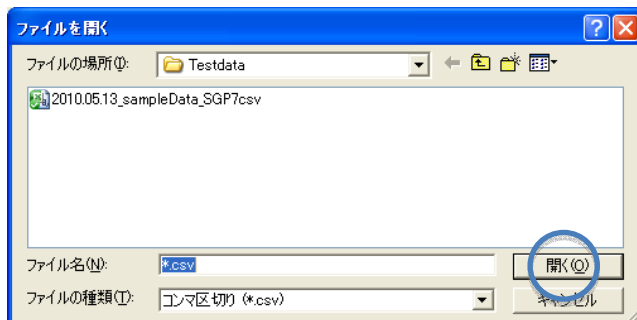 ファイルを開く
ファイルの場所(I): Testdata
2010.05.13_sampleData_SGP7csv
ファイル名(N): *.csv 開く(O)
ファイルの種類(T): コンマ区切り (*.csv) キャンセル